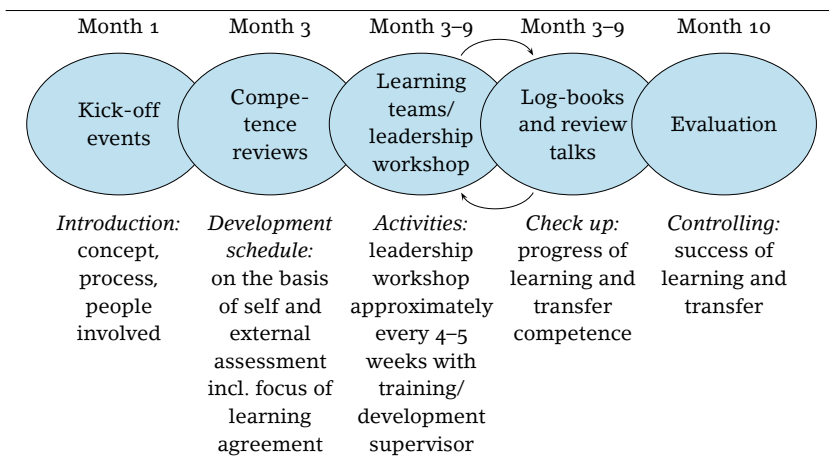 Month 1
Month 3
Month 3–9
Month 3–9
Month 10
Kick-off
events
Compe-
tence
reviews
Learning
teams/
leadership
workshop
Log-books
and review
talks
Evaluation
Introduction:
concept,
process,
people
involved
Development
schedule:
on the basis
of self and
external
assessment
incl. focus of
learning
agreement
Activities:
leadership
workshop
approximately
every 4–5
weeks with
training/
development
supervisor
Check up:
progress of
learning and
transfer
competence
Controlling:
success of
learning and
transfer